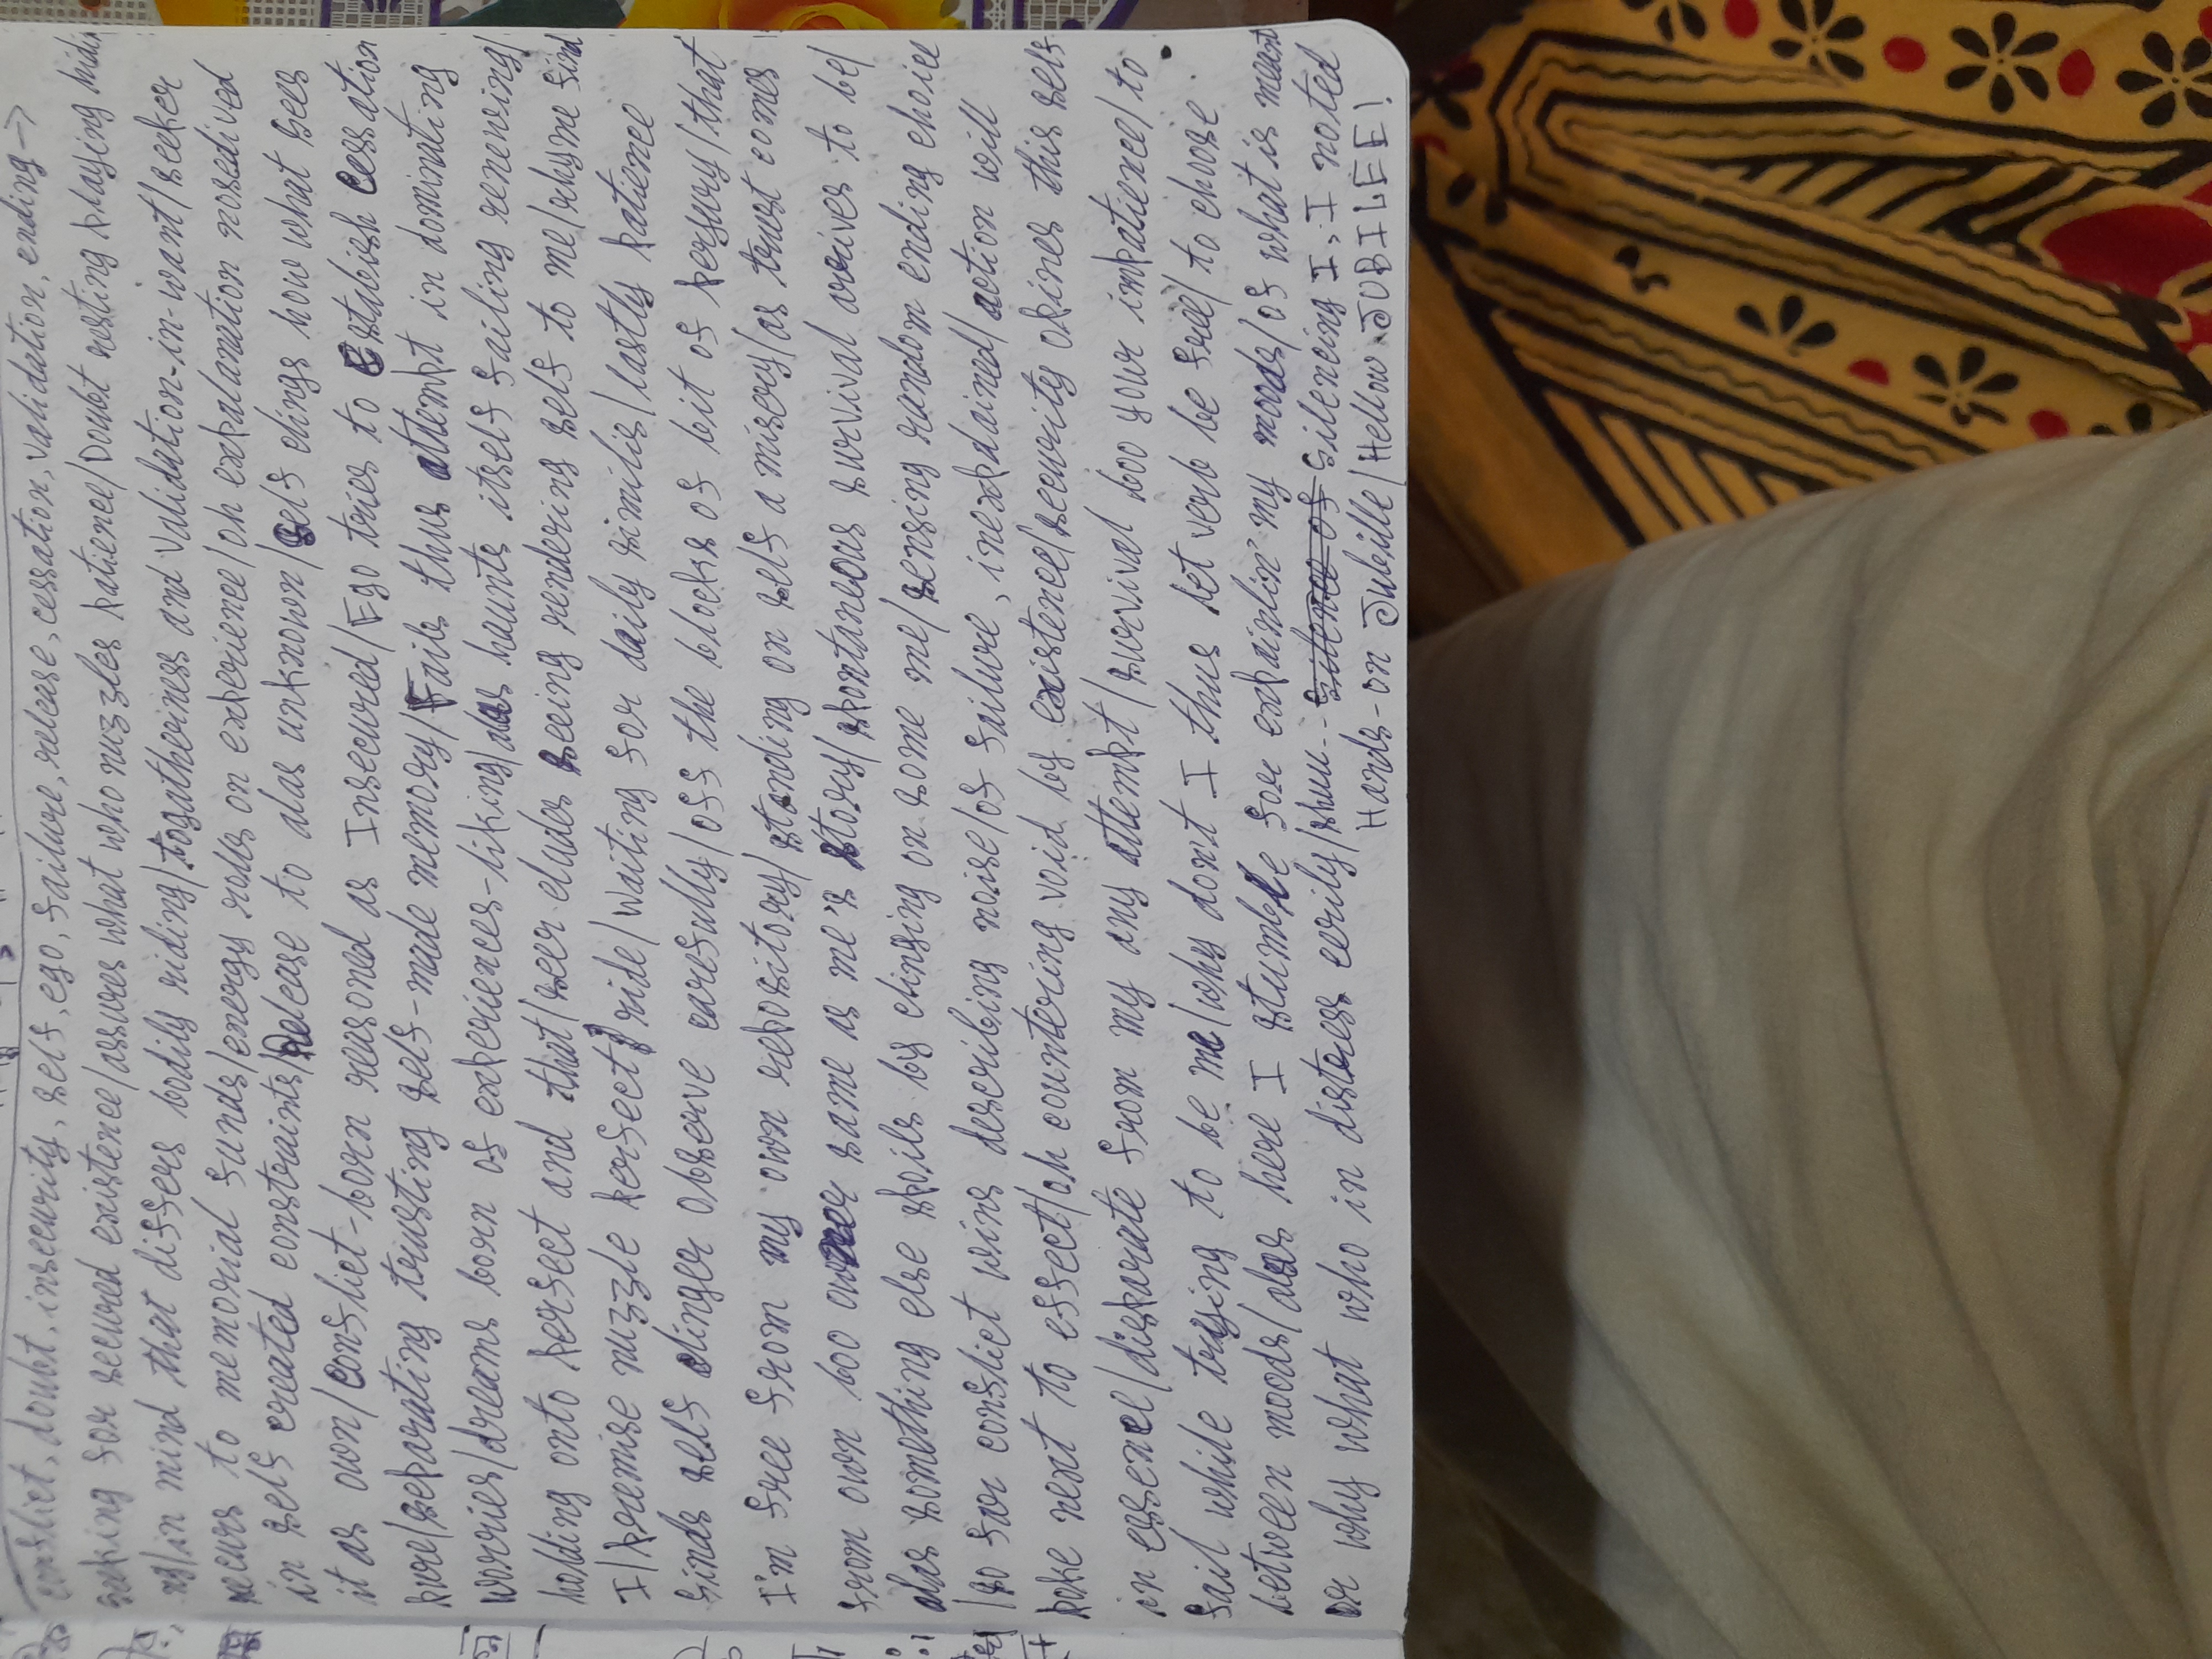 conflict, doubt, insecurity, self, ego, failure, release, cessation, validation, ending →
seeking for secured existence/assures what who nuzzles patience/Doubt resting playing hidi
ng/in mind that differs bodily riding/togatherness and validation-in-want/seeker
recurs to memorial funds/energy rolls on experience/oh expalanation nosedived
in self created constraints/Release to alas unknown/Self clings how what sees
it as own/Conflict-born reasoned as Insecured/Ego tries to Establish Cessation
pure/separating trusting self-made memory/Fails thus attempt in dominating
worries/dreams born of experiences-liking/alas haunts itself failing renewing/
holding onto perfect and that/seer eludes seeing rendering self to me/rhyme find
I/premise nuzzle perfect ride/Waiting for daily similis/lastly patience
finds self clinger observe carefully/off the blocks of bit of perjury/that
I'm free from my own repository/standing on self a misery/as trust comes
from own boo owner same as me's story/spontaneous survival arrives to be/
alas something else spoils by clinging on some me/sensing random ending choice
/so far conflict wins describing noise/of failure, inexplained/action will
poke next to effect/oh countering void by existence/security opines this self
in essence/disparate from my any attempt/survival boo your impatience/to
fail while trying to be me/why don't I thus let verb be free/to choose
between moods/alas here I stumble for expainlin' my moods/of what is meant
or why what who in distress eerily/shuu.. Silence of Silencing I, I noted
Hands-on Jubille/Hellow JUBILEE!